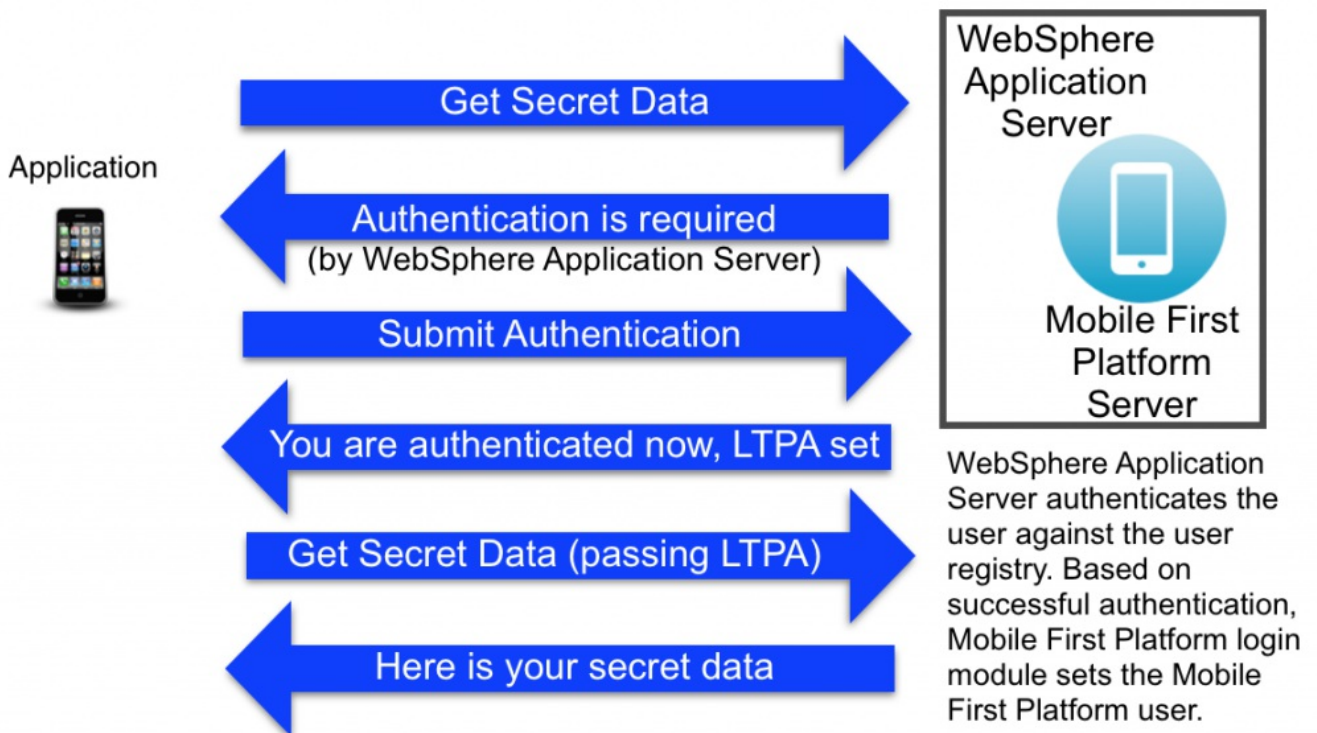 Application
Get Secret Data
Authentication is required
(by WebSphere Application Server)
Submit Authentication
You are authenticated now, LTPA set
Get Secret Data (passing LTPA)
Here is your secret data
WebSphere
Application
Server
Mobile First
Platform
Server
WebSphere Application
Server authenticates the
user against the user
registry. Based on
successful authentication,
Mobile First Platform login
module sets the Mobile
First Platform user.